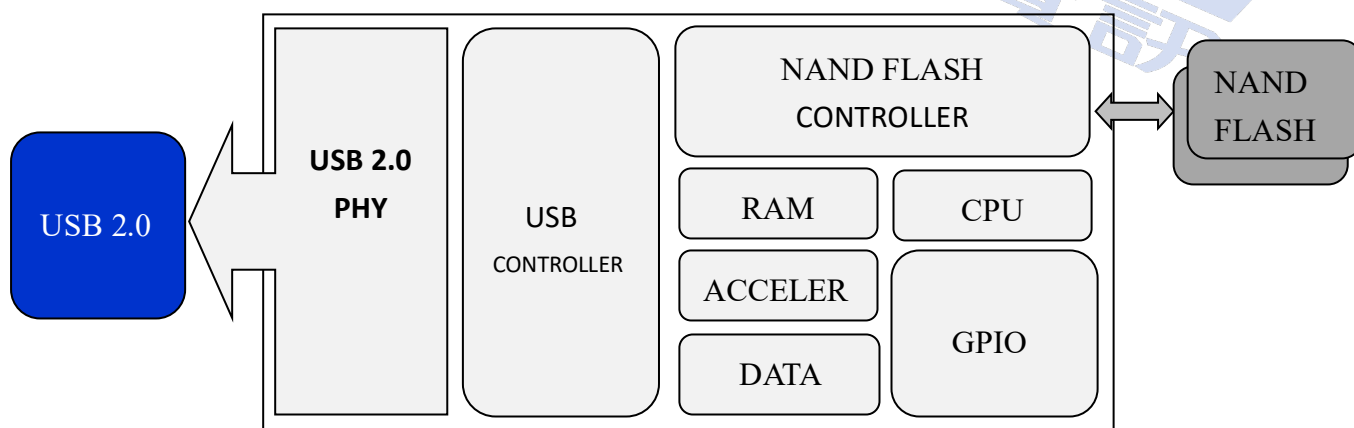 USB 2.0
USB 2.0
PHY
USB
CONTROLLER
NAND FLASH
CONTROLLER
RAM
CPU
ACCELER
GPIO
DATA
NAND
FLASH